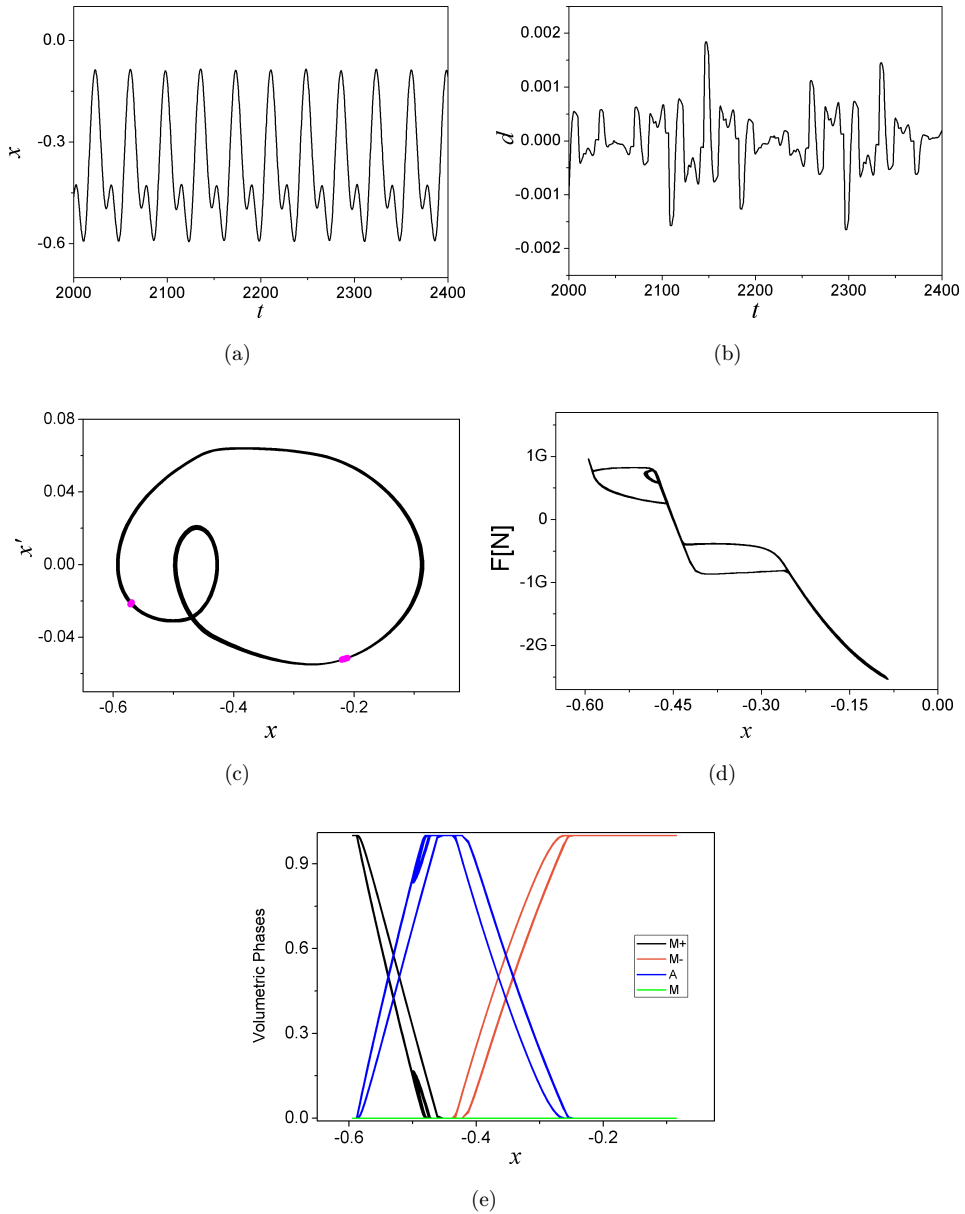 0.0
-0.3
-0.6
x
2000 2100 2200 2300 2400
t
(a)
0.002
0.001
0.000
-0.001
-0.002
d
2000 2100 2200 2300 2400
t
(b)
0.08
0.04
0.00
-0.04
x'
-0.6 -0.4 -0.2
x
(c)
1G
0
-1G
-2G
F[N]
-0.60 -0.45 -0.30 -0.15 0.00
x
(d)
0.9
0.6
0.3
0.0
Volumetric Phases
M+
M-
A
M
-0.6 -0.4 -0.2
x
(e)